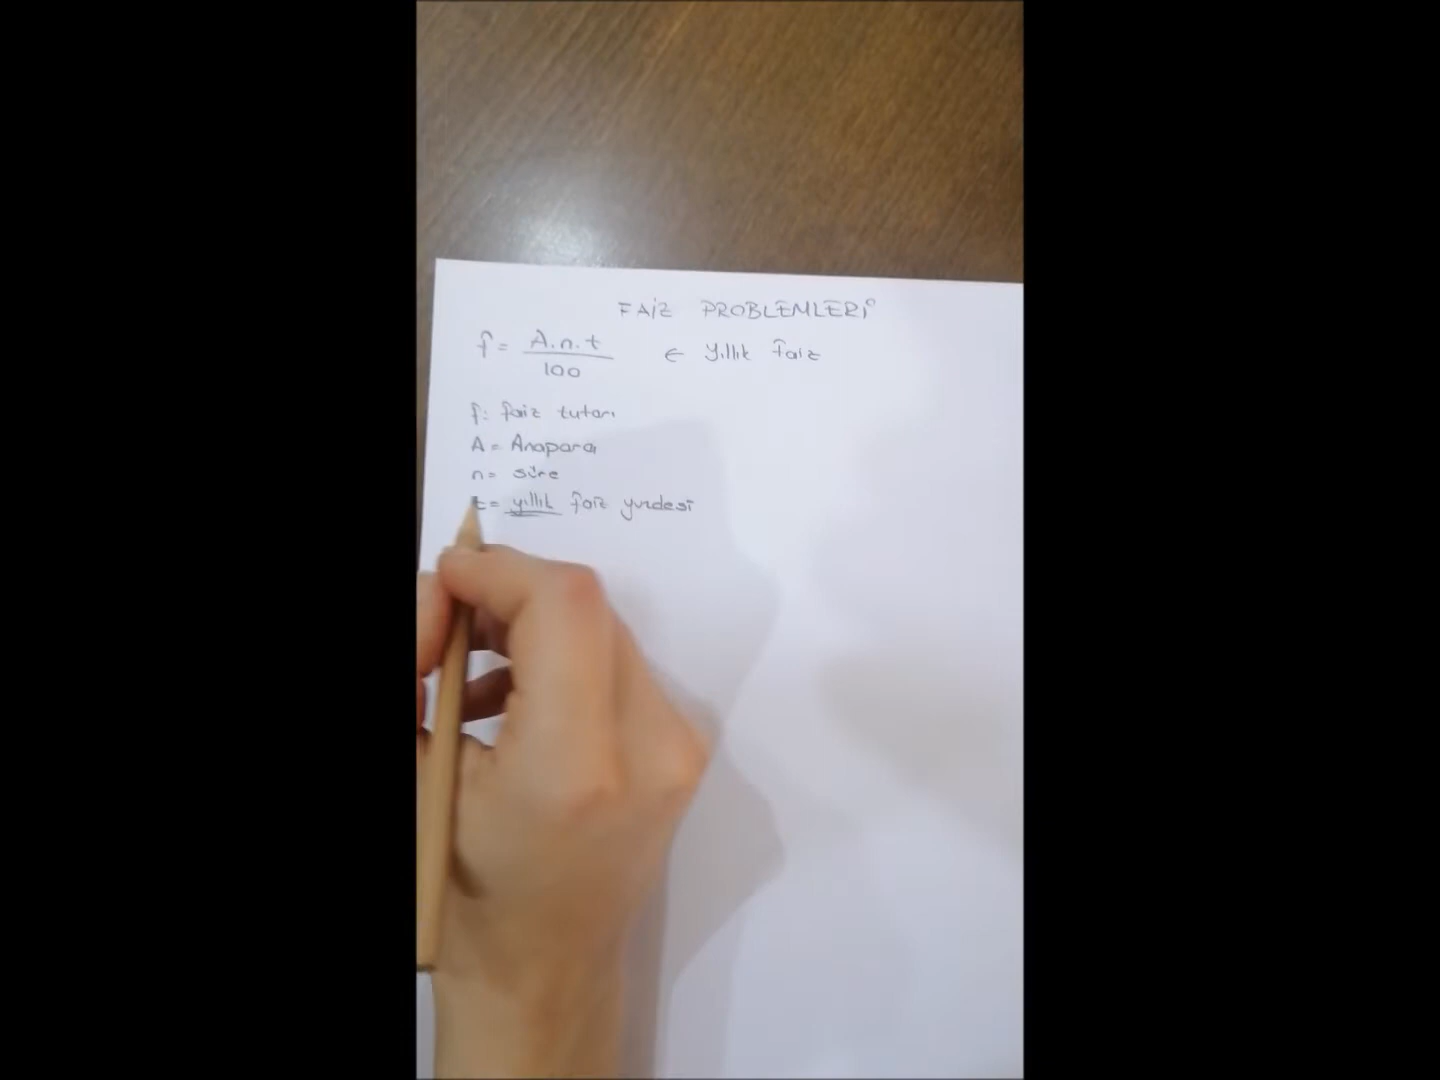 FAİZ PROBLEMLERİ
f = A.n.t / 100 ← Yıllık Faiz
f: faiz tutarı
A = Anapara
n = süre
t = yıllık faiz yüzdesi